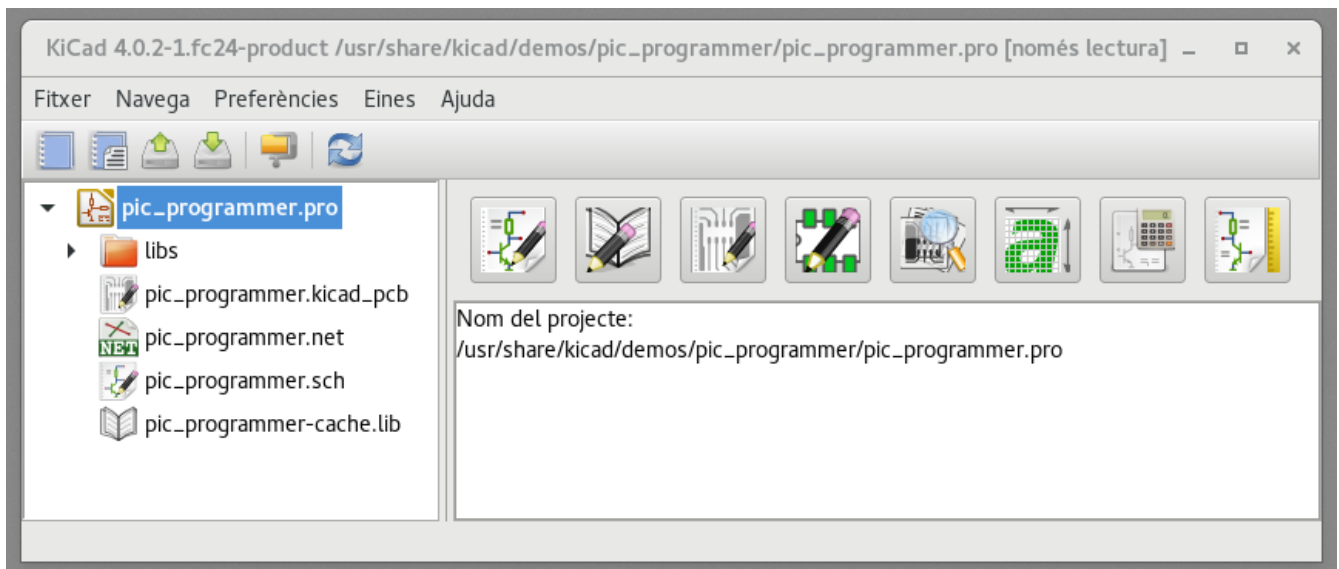 KiCad 4.0.2-1.fc24-product /usr/share/kicad/demos/pic_programmer/pic_programmer.pro [només lectura]
Fitxer Navega Preferències Eines Ajuda
pic_programmer.pro
libs
pic_programmer.kicad_pcb
NET pic_programmer.net
pic_programmer.sch
pic_programmer-cache.lib
a
Nom del projecte:
/usr/share/kicad/demos/pic_programmer/pic_programmer.pro